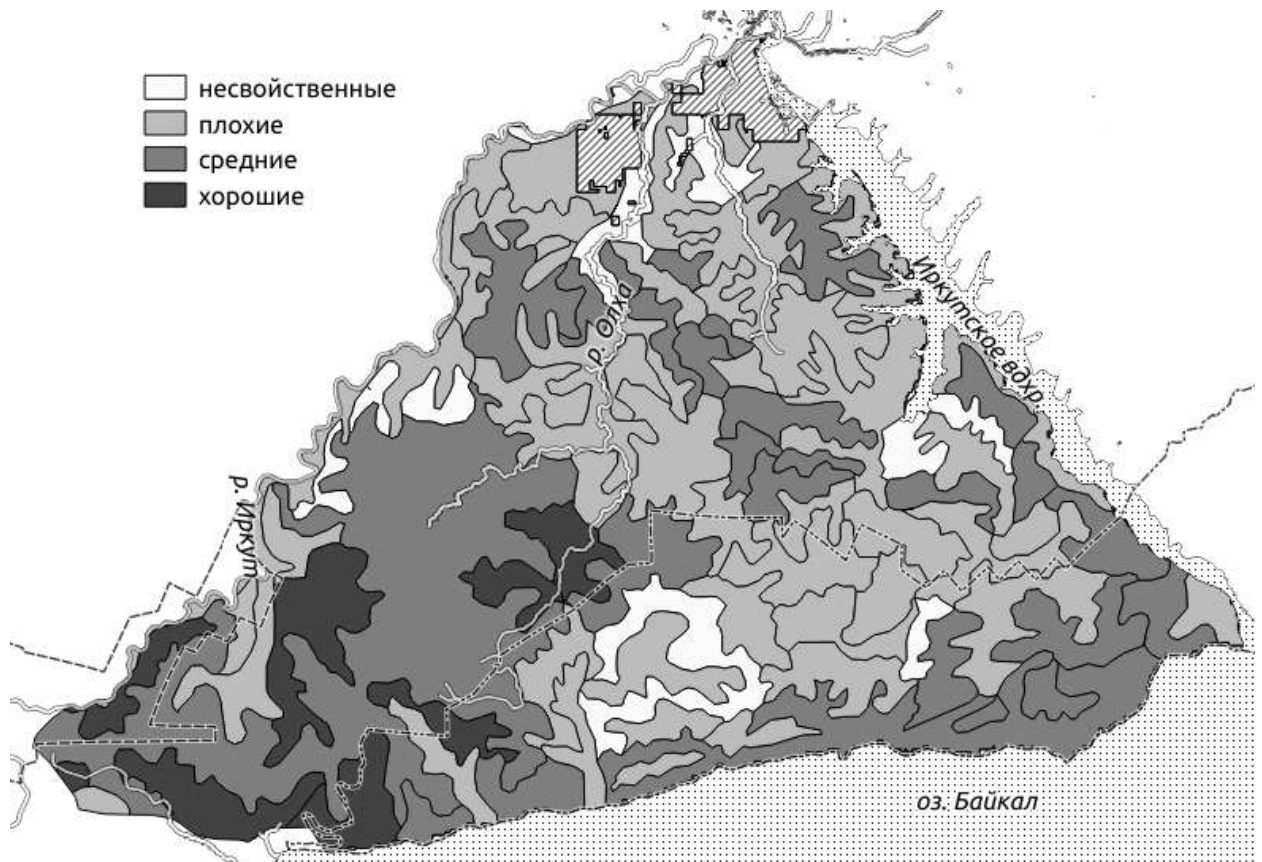 несвойственные
плохие
средние
хорошие
р. Олха
Иркутское вдхр
р. Иркут
оз. Байкал